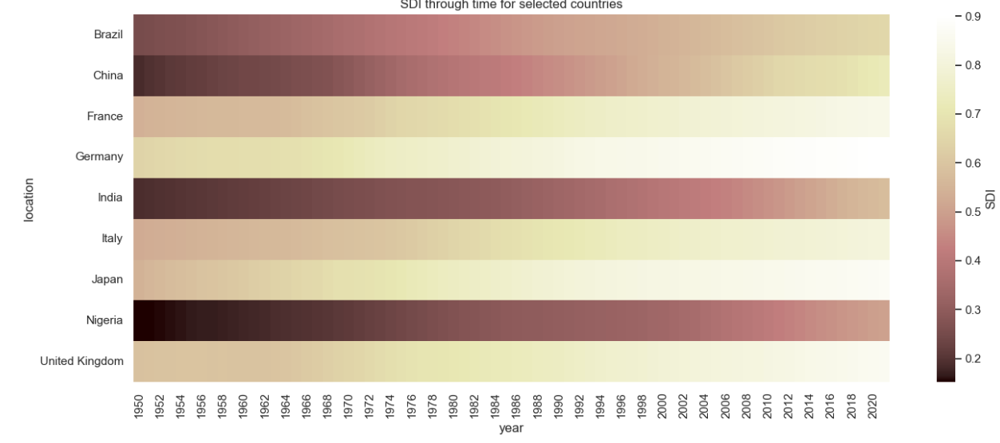 SDI through time for selected countries
Brazil
China
France
Germany
India
Italy
Japan
Nigeria
United Kingdom
location
1950 1952 1954 1956 1958 1960 1962 1964 1966 1968 1970 1972 1974 1976 1978 1980 1982 1984 1986 1988 1990 1992 1994 1996 1998 2000 2002 2004 2006 2008 2010 2012 2014 2016 2018 2020
year
0.9
0.8
0.7
0.6
0.5
0.4
0.3
0.2
SDI